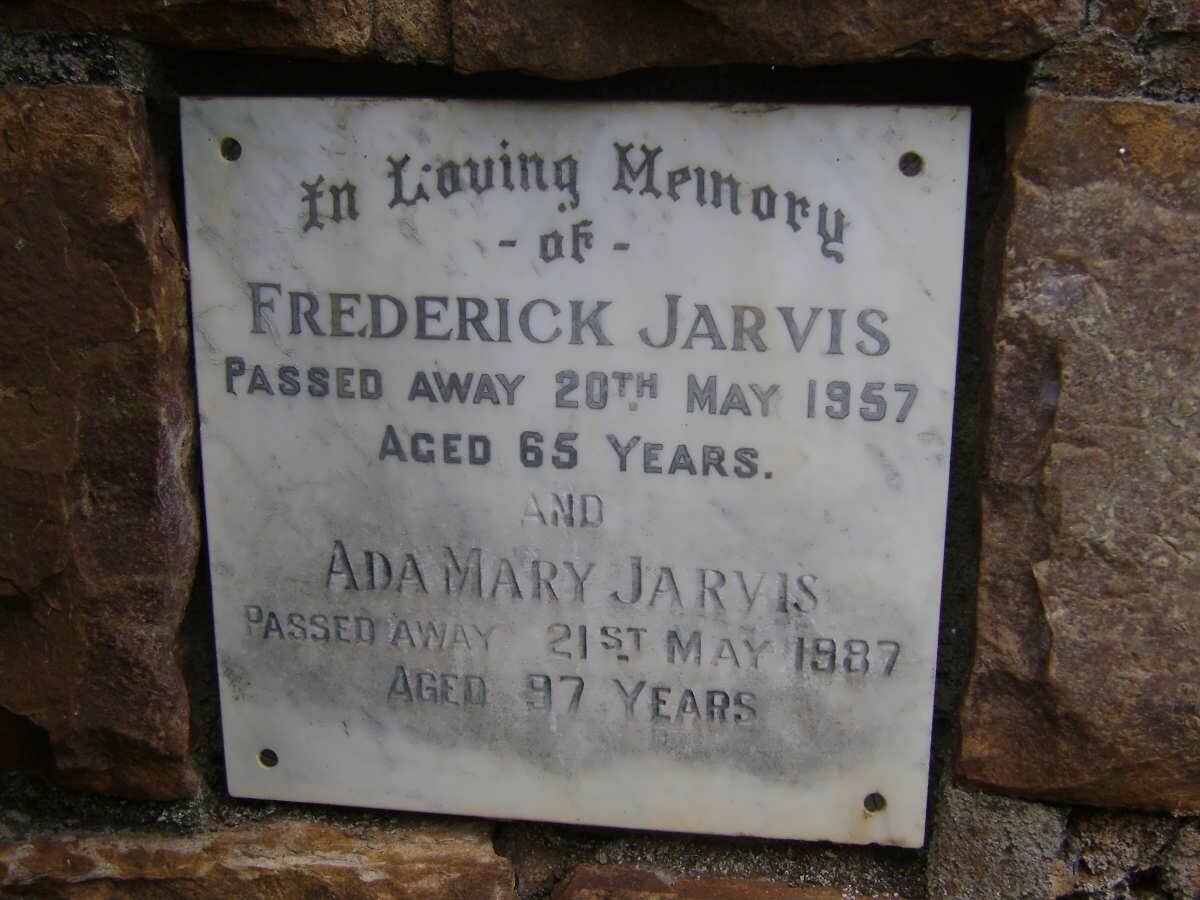 In Loving Memory
- of -
FREDERICK JARVIS
PASSED AWAY 20TH MAY 1957
AGED 65 YEARS.
AND
ADA MARY JARVIS
PASSED AWAY 21ST MAY 1987
AGED 97 YEARS